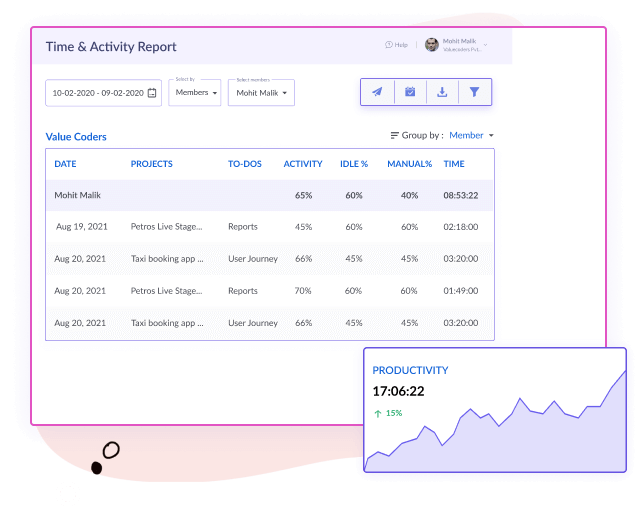 Time & Activity Report
Help
Mohit Malik
Valuecoders Pvt...
Select by
Select members
10-02-2020 - 09-02-2020
Members
Mohit Malik
Value Coders
Group by : Member
DATE PROJECTS TO-DOS ACTIVITY IDLE % MANUAL% TIME
Mohit Malik 65% 60% 40% 08:53:22
Aug 19, 2021 Petros Live Stage... Reports 45% 60% 60% 02:18:00
Aug 20, 2021 Taxi booking app ... User Journey 66% 45% 45% 03:20:00
Aug 20, 2021 Petros Live Stage... Reports 70% 60% 60% 01:49:00
Aug 20, 2021 Taxi booking app ... User Journey 66% 45% 45% 03:20:00
PRODUCTIVITY
17:06:22
15%